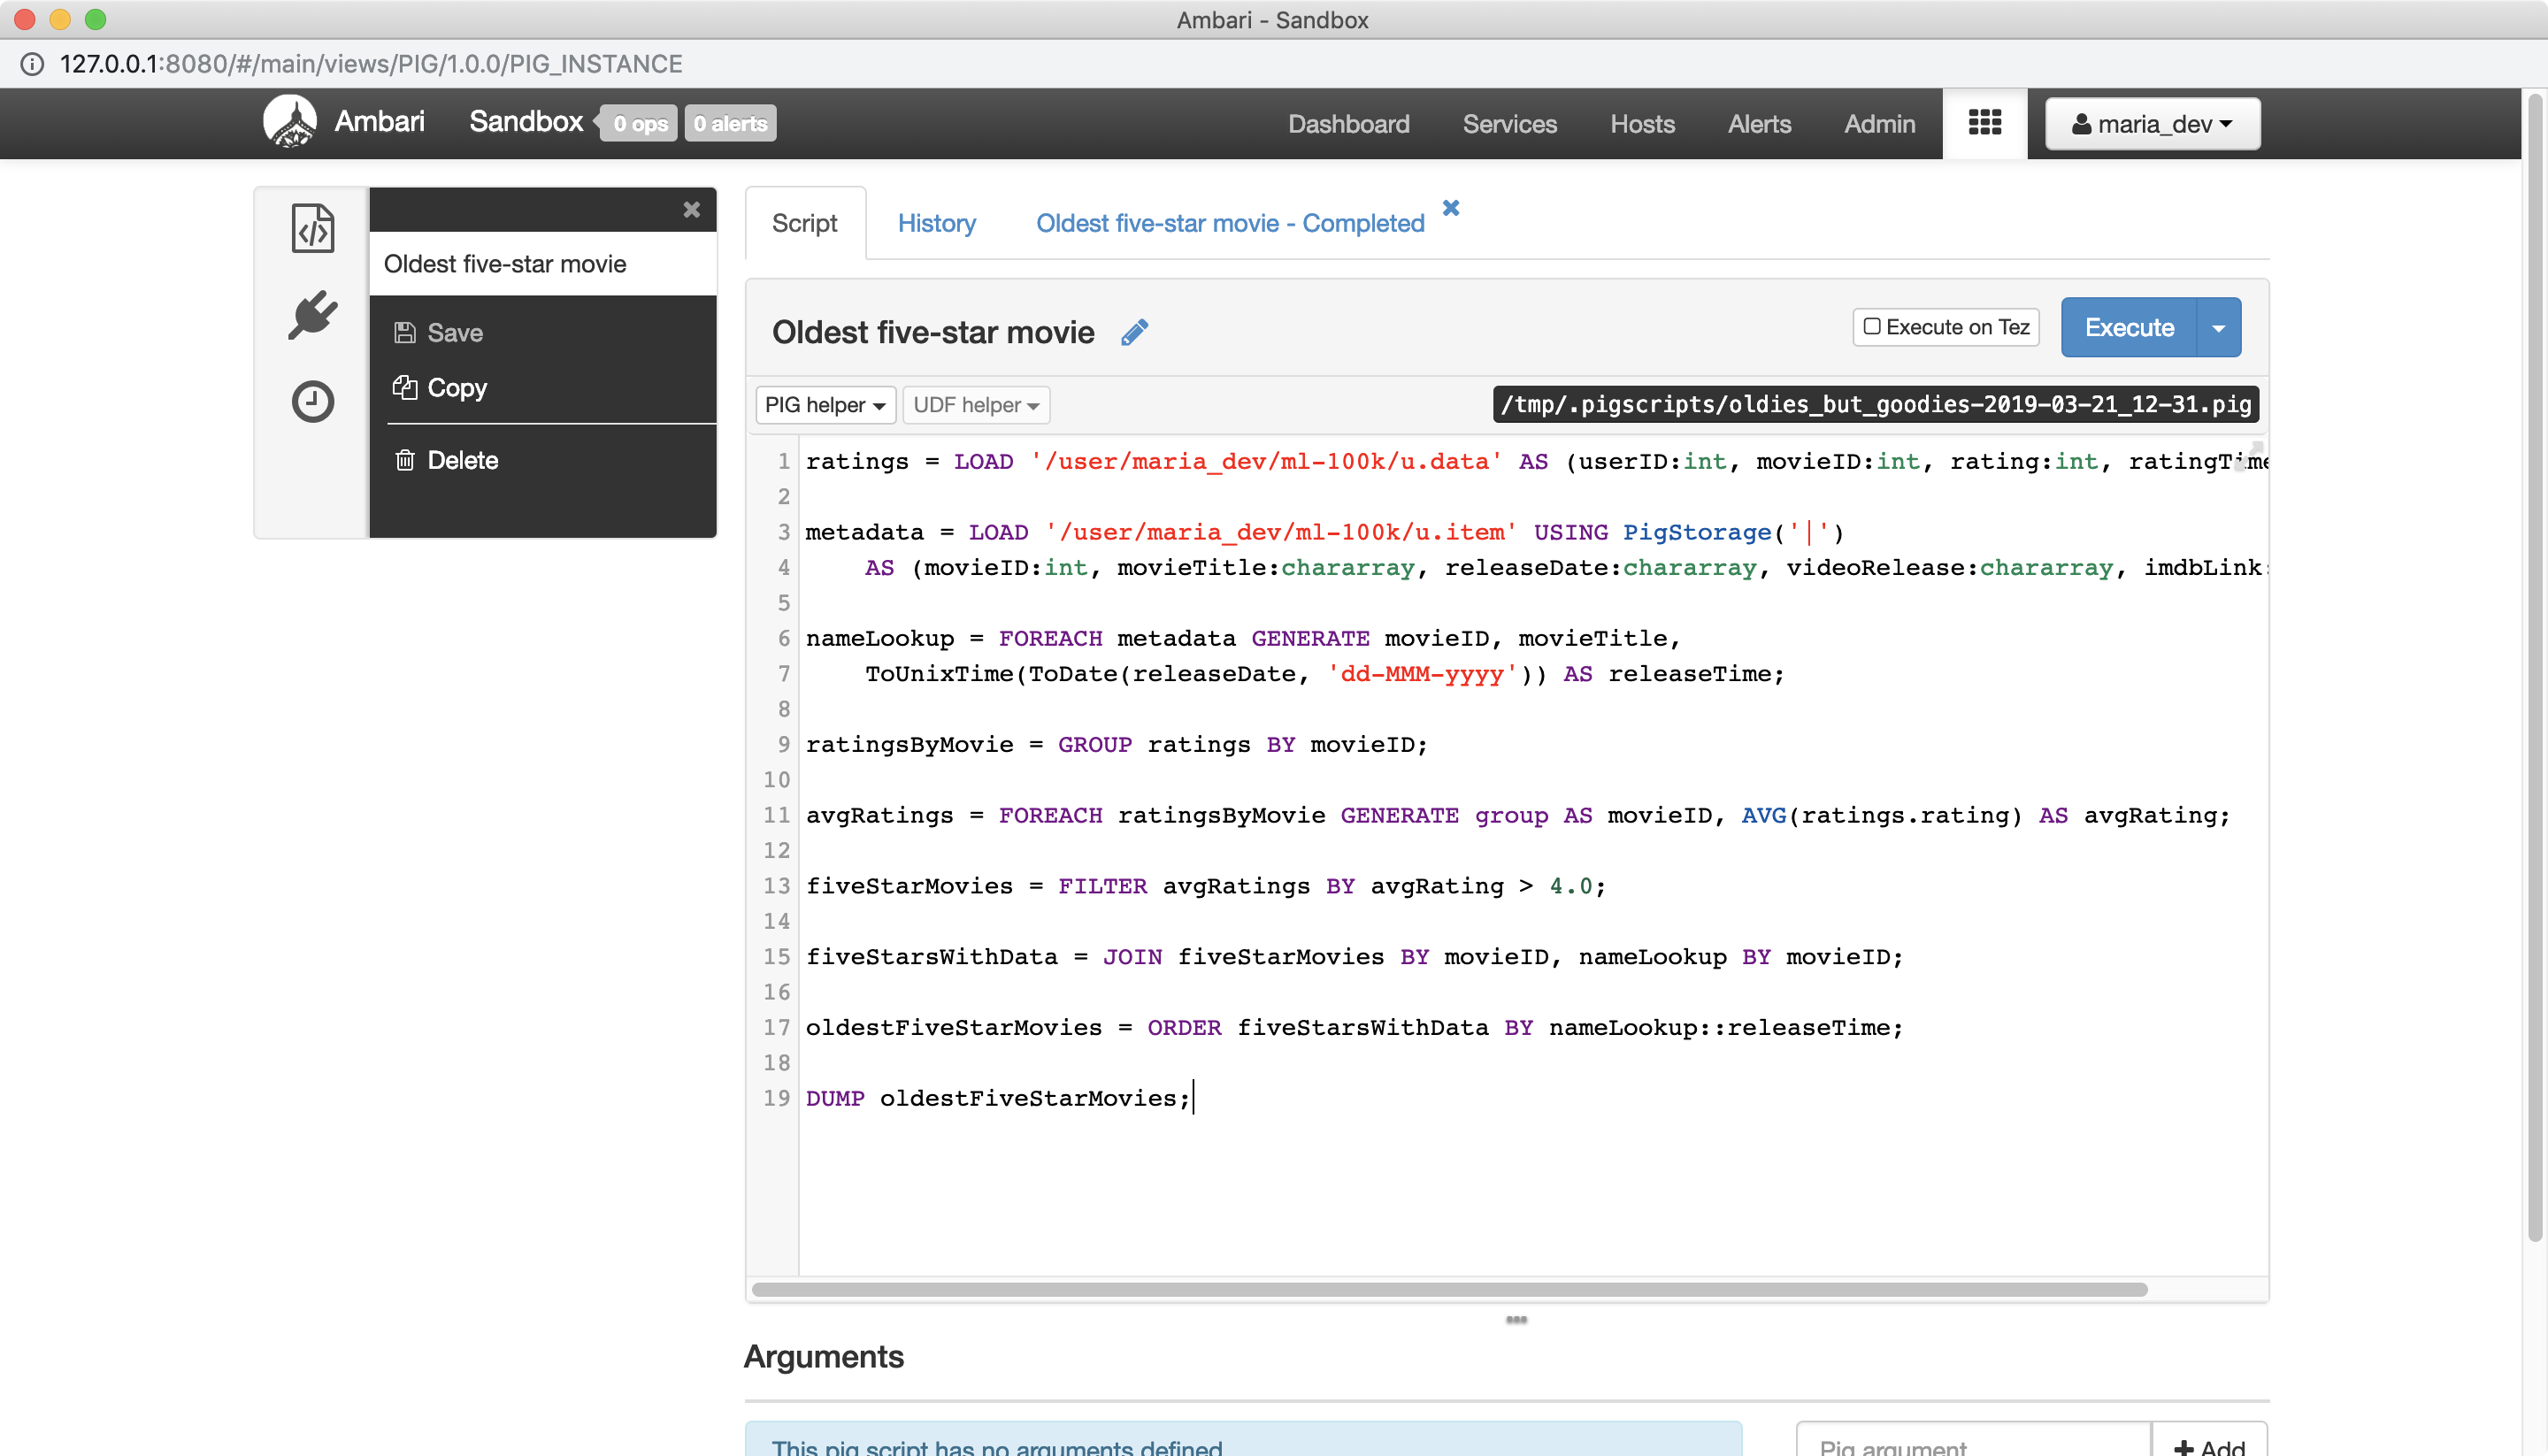 Ambari - Sandbox
127.0.0.1:8080/#/main/views/PIG/1.0.0/PIG_INSTANCE
Ambari Sandbox 0 ops 0 alerts Dashboard Services Hosts Alerts Admin maria_dev
Oldest five-star movie
Save
Copy
Delete
Script History Oldest five-star movie - Completed
Oldest five-star movie Execute on Tez Execute
PIG helper UDF helper /tmp/.pigscripts/oldies_but_goodies-2019-03-21_12-31.pig
1 ratings = LOAD '/user/maria_dev/ml-100k/u.data' AS (userID:int, movieID:int, rating:int, ratingTime
2
3 metadata = LOAD '/user/maria_dev/ml-100k/u.item' USING PigStorage('|')
4 AS (movieID:int, movieTitle:chararray, releaseDate:chararray, videoRelease:chararray, imdbLink:
5
6 nameLookup = FOREACH metadata GENERATE movieID, movieTitle,
7 ToUnixTime(ToDate(releaseDate, 'dd-MMM-yyyy')) AS releaseTime;
8
9 ratingsByMovie = GROUP ratings BY movieID;
10
11 avgRatings = FOREACH ratingsByMovie GENERATE group AS movieID, AVG(ratings.rating) AS avgRating;
12
13 fiveStarMovies = FILTER avgRatings BY avgRating > 4.0;
14
15 fiveStarsWithData = JOIN fiveStarMovies BY movieID, nameLookup BY movieID;
16
17 oldestFiveStarMovies = ORDER fiveStarsWithData BY nameLookup::releaseTime;
18
19 DUMP oldestFiveStarMovies;
Arguments
This pig script has no arguments defined. Pig argument + Add